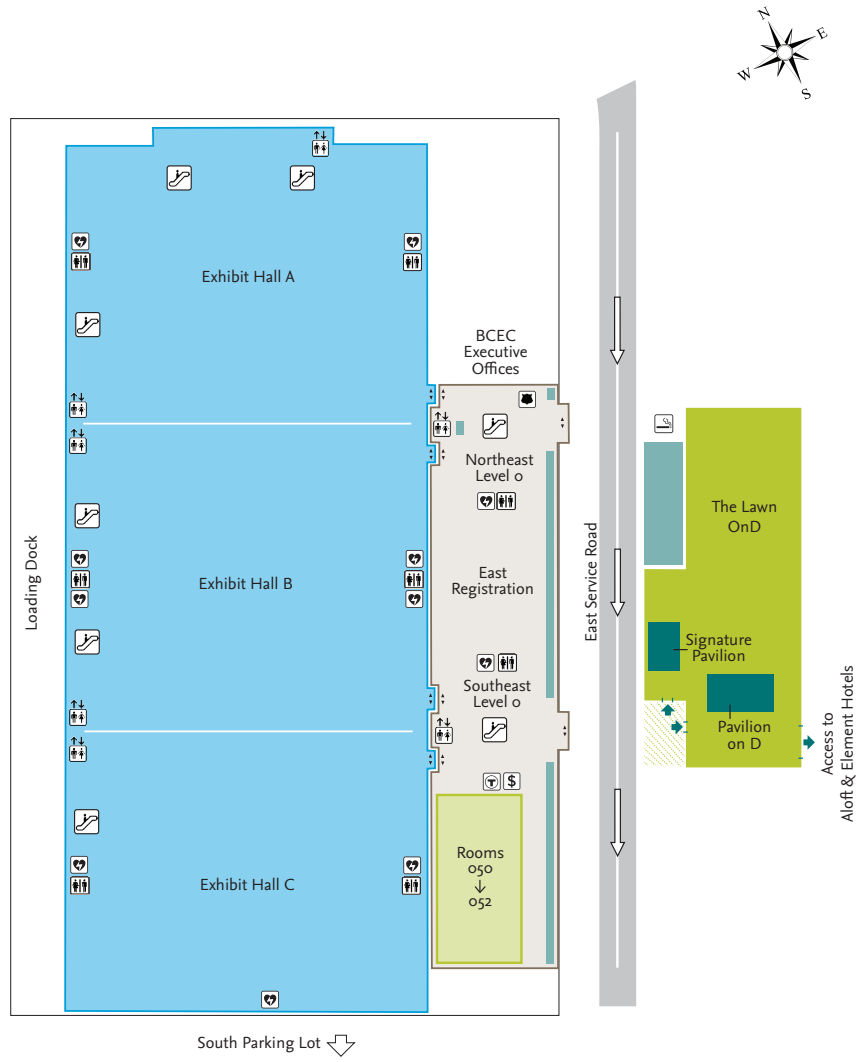 N
E
W
S
Exhibit Hall A
BCEC
Executive
Offices
Northeast
Level 0
The Lawn
OnD
Loading Dock
Exhibit Hall B
East
Registration
East Service Road
Signature
Pavilion
Southeast
Level 0
Pavilion
on D
Access to
Aloft & Element Hotels
T $
Rooms
050
↓
052
Exhibit Hall C
South Parking Lot